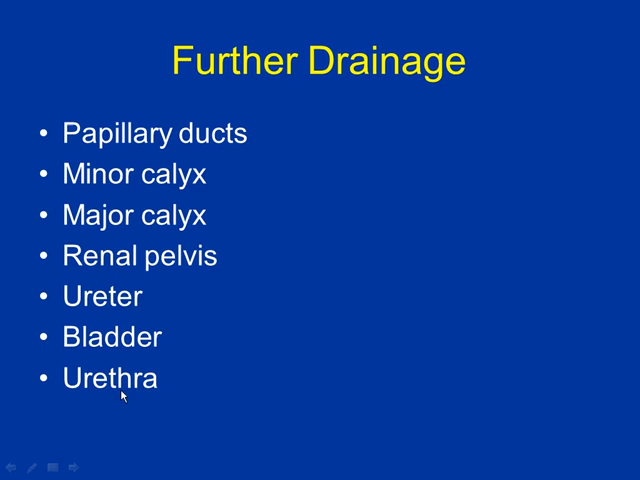 Further Drainage
• Papillary ducts
• Minor calyx
• Major calyx
• Renal pelvis
• Ureter
• Bladder
• Urethra